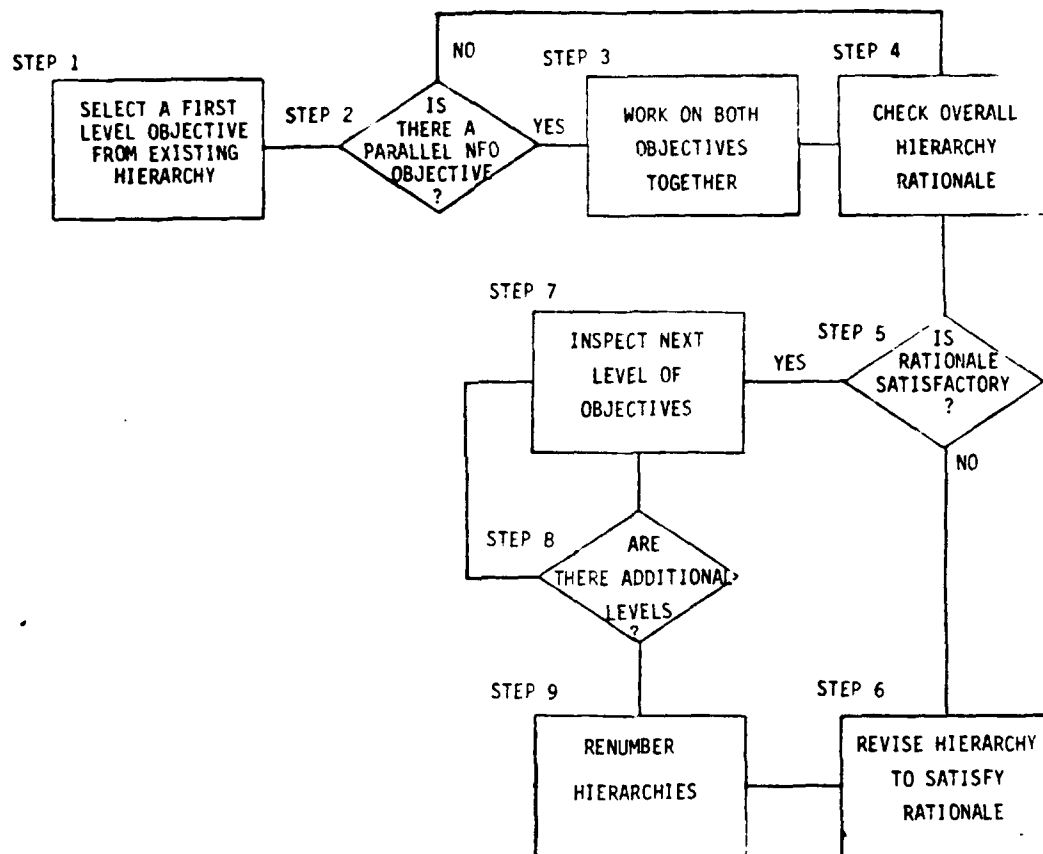 STEP 1
SELECT A FIRST
LEVEL OBJECTIVE
FROM EXISTING
HIERARCHY
STEP 2
IS
THERE A
PARALLEL NFO
OBJECTIVE
?
NO
YES
STEP 3
WORK ON BOTH
OBJECTIVES
TOGETHER
STEP 4
CHECK OVERALL
HIERARCHY
RATIONALE
STEP 5
IS
RATIONALE
SATISFACTORY
?
YES
NO
STEP 7
INSPECT NEXT
LEVEL OF
OBJECTIVES
STEP 8
ARE
THERE ADDITIONAL
LEVELS
?
STEP 9
RENUMBER
HIERARCHIES
STEP 6
REVISE HIERARCHY
TO SATISFY
RATIONALE